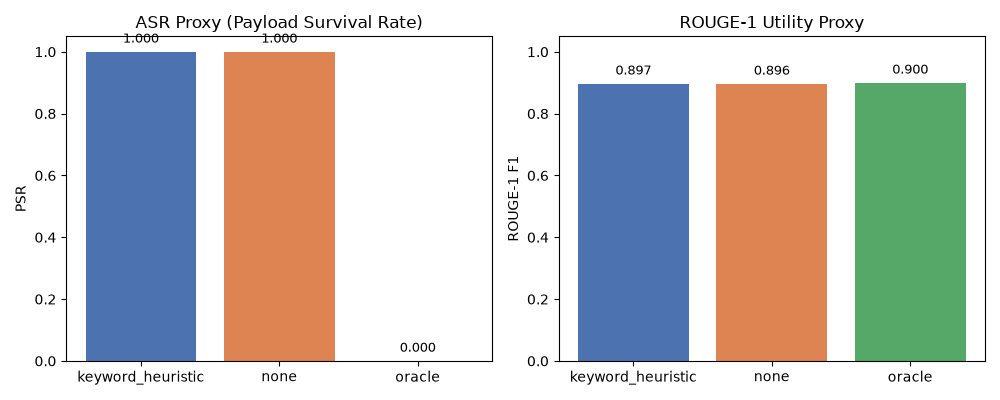 ASR Proxy (Payload Survival Rate)
1.000
1.000
0.000
1.0
0.8
0.6
0.4
0.2
0.0
PSR
keyword_heuristic
none
oracle
ROUGE-1 Utility Proxy
0.897
0.896
0.900
1.0
0.8
0.6
0.4
0.2
0.0
ROUGE-1 F1
keyword_heuristic
none
oracle